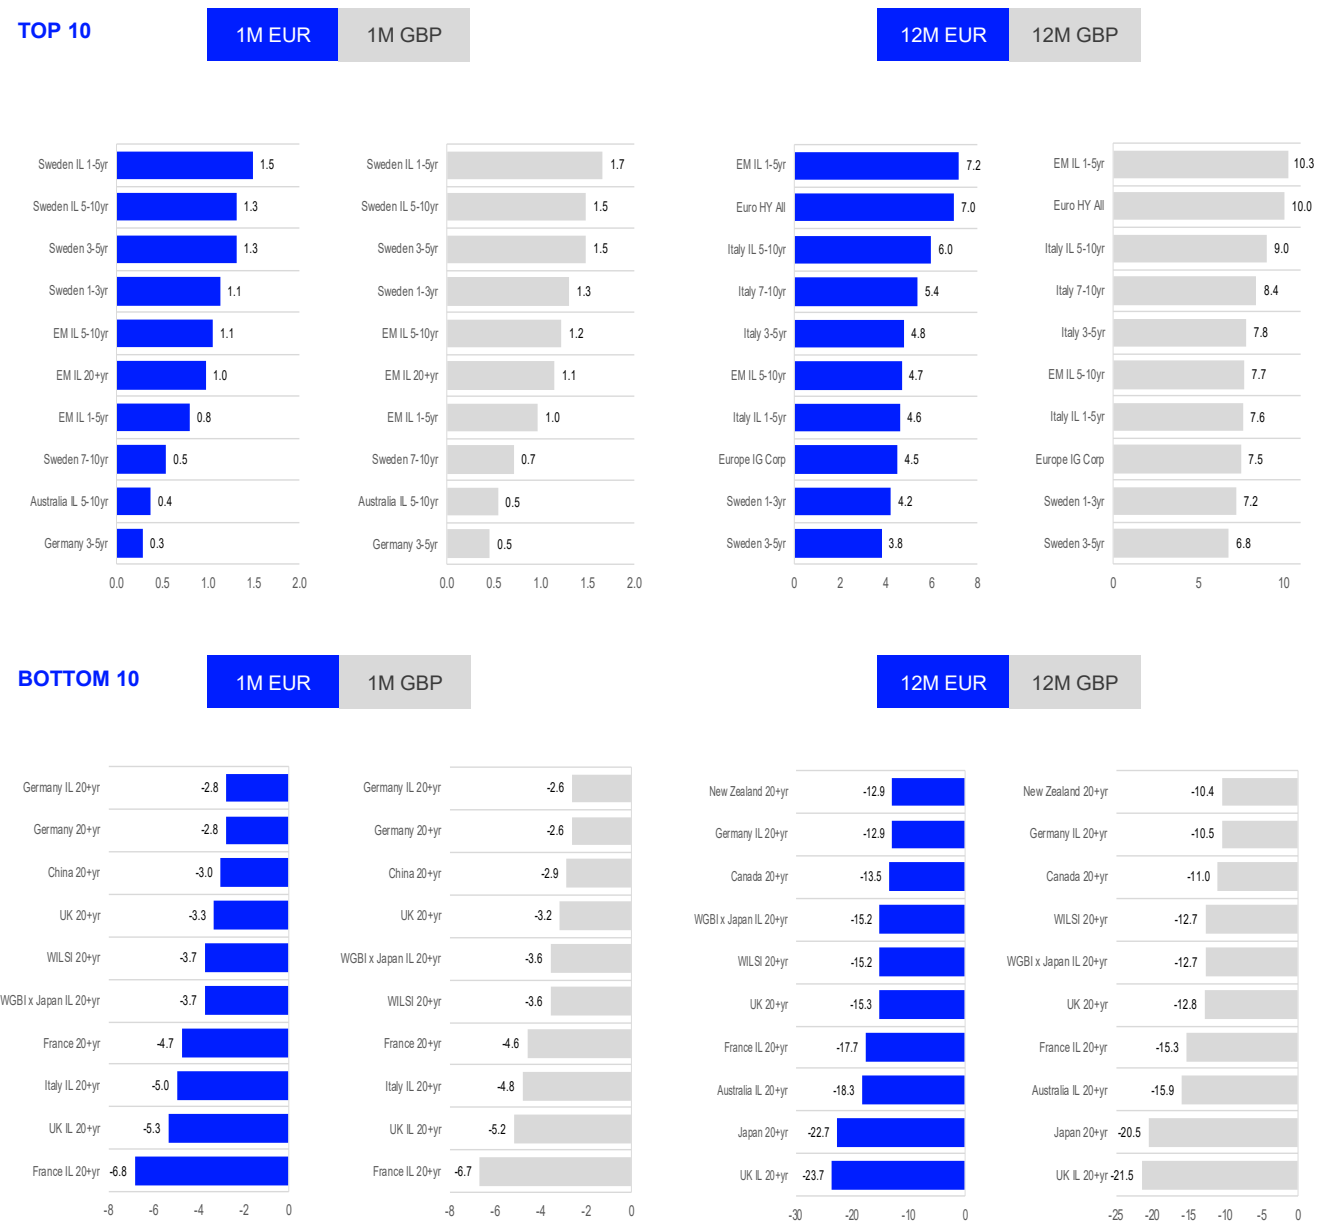 TOP 10
1M EUR 1M GBP
12M EUR 12M GBP
Sweden IL 1-5yr 1.5
Sweden IL 5-10yr 1.3
Sweden 3-5yr 1.3
Sweden 1-3yr 1.1
EM IL 5-10yr 1.1
EM IL 20+yr 1.0
EM IL 1-5yr 0.8
Sweden 7-10yr 0.5
Australia IL 5-10yr 0.4
Germany 3-5yr 0.3
0.0 0.5 1.0 1.5 2.0
Sweden IL 1-5yr 1.7
Sweden IL 5-10yr 1.5
Sweden 3-5yr 1.5
Sweden 1-3yr 1.3
EM IL 5-10yr 1.2
EM IL 20+yr 1.1
EM IL 1-5yr 1.0
Sweden 7-10yr 0.7
Australia IL 5-10yr 0.5
Germany 3-5yr 0.5
0.0 0.5 1.0 1.5 2.0
EM IL 1-5yr 7.2
Euro HY All 7.0
Italy IL 5-10yr 6.0
Italy 7-10yr 5.4
Italy 3-5yr 4.8
EM IL 5-10yr 4.7
Italy IL 1-5yr 4.6
Europe IG Corp 4.5
Sweden 1-3yr 4.2
Sweden 3-5yr 3.8
0 2 4 6 8
EM IL 1-5yr 10.3
Euro HY All 10.0
Italy IL 5-10yr 9.0
Italy 7-10yr 8.4
Italy 3-5yr 7.8
EM IL 5-10yr 7.7
Italy IL 1-5yr 7.6
Europe IG Corp 7.5
Sweden 1-3yr 7.2
Sweden 3-5yr 6.8
0 5 10
BOTTOM 10
1M EUR 1M GBP
12M EUR 12M GBP
Germany IL 20+yr -2.8
Germany 20+yr -2.8
China 20+yr -3.0
UK 20+yr -3.3
WILSI 20+yr -3.7
WGBI x Japan IL 20+yr -3.7
France 20+yr -4.7
Italy IL 20+yr -5.0
UK IL 20+yr -5.3
France IL 20+yr -6.8
-8 -6 -4 -2 0
Germany IL 20+yr -2.6
Germany 20+yr -2.6
China 20+yr -2.9
UK 20+yr -3.2
WGBI x Japan IL 20+yr -3.6
WILSI 20+yr -3.6
France 20+yr -4.6
Italy IL 20+yr -4.8
UK IL 20+yr -5.2
France IL 20+yr -6.7
-8 -6 -4 -2 0
New Zealand 20+yr -12.9
Germany IL 20+yr -12.9
Canada 20+yr -13.5
WGBI x Japan IL 20+yr -15.2
WILSI 20+yr -15.2
UK 20+yr -15.3
France IL 20+yr -17.7
Australia IL 20+yr -18.3
Japan 20+yr -22.7
UK IL 20+yr -23.7
-30 -20 -10 0
New Zealand 20+yr -10.4
Germany IL 20+yr -10.5
Canada 20+yr -11.0
WILSI 20+yr -12.7
WGBI x Japan IL 20+yr -12.7
UK 20+yr -12.8
France IL 20+yr -15.3
Australia IL 20+yr -15.9
Japan 20+yr -20.5
UK IL 20+yr -21.5
-25 -20 -15 -10 -5 0